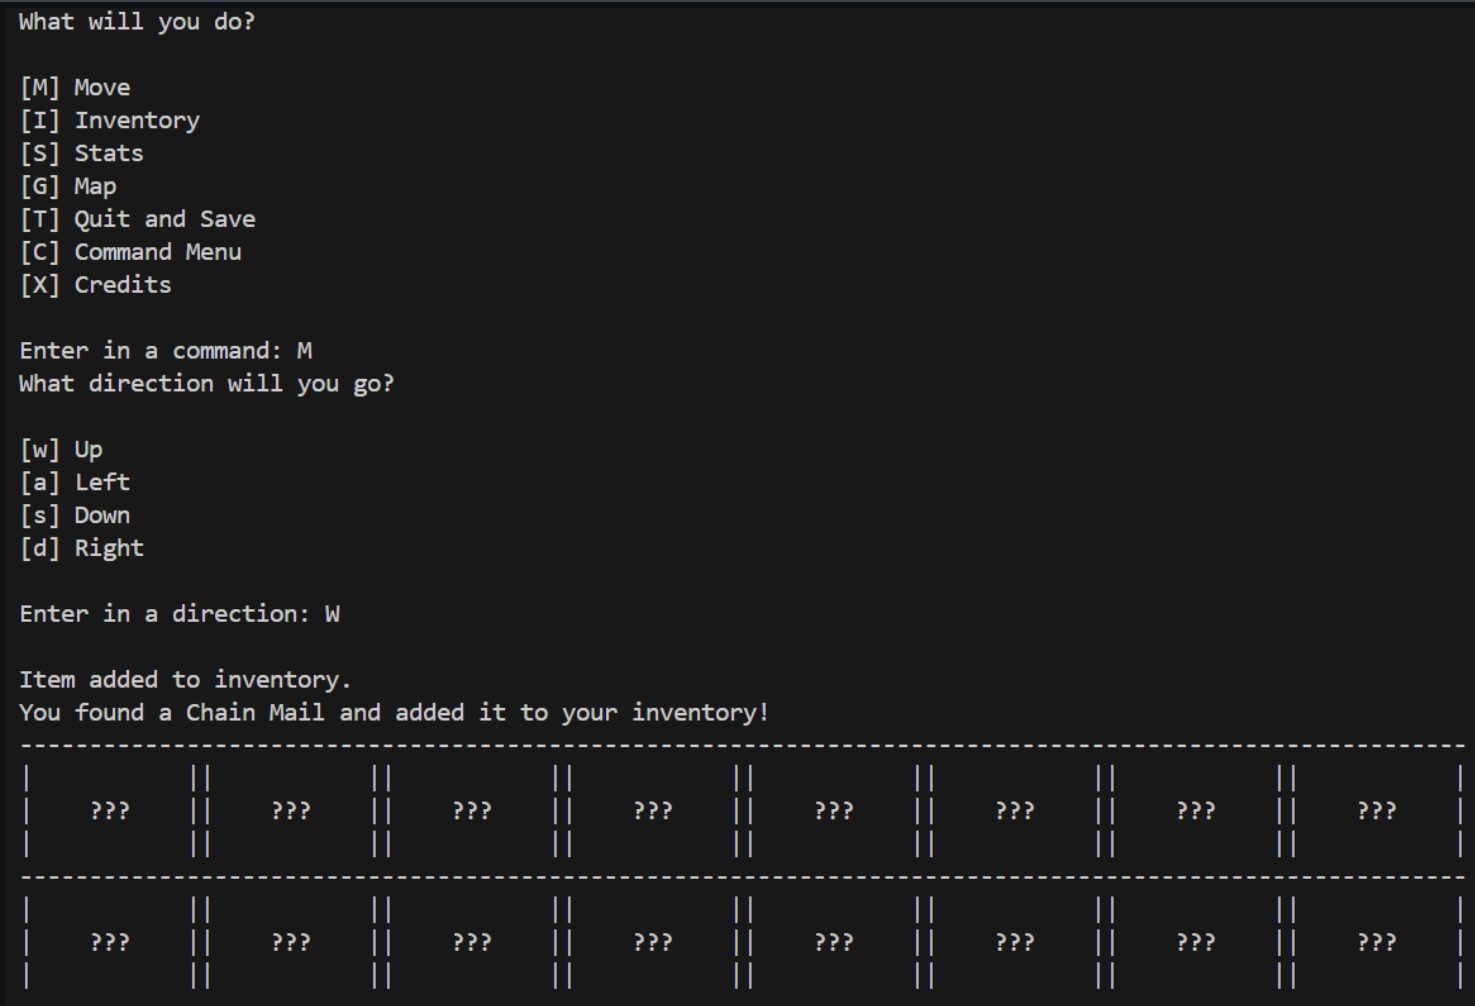 What will you do?

[M] Move
[I] Inventory
[S] Stats
[G] Map
[T] Quit and Save
[C] Command Menu
[X] Credits

Enter in a command: M
What direction will you go?

[w] Up
[a] Left
[s] Down
[d] Right

Enter in a direction: W

Item added to inventory.
You found a Chain Mail and added it to your inventory!
--------------------------------------------------------------------------------------------------------
|           ||           ||           ||           ||           ||           ||           ||           |
|    ???    ||    ???    ||    ???    ||    ???    ||    ???    ||    ???    ||    ???    ||    ???    |
|           ||           ||           ||           ||           ||           ||           ||           |
--------------------------------------------------------------------------------------------------------
|           ||           ||           ||           ||           ||           ||           ||           |
|    ???    ||    ???    ||    ???    ||    ???    ||    ???    ||    ???    ||    ???    ||    ???    |
|           ||           ||           ||           ||           ||           ||           ||           |